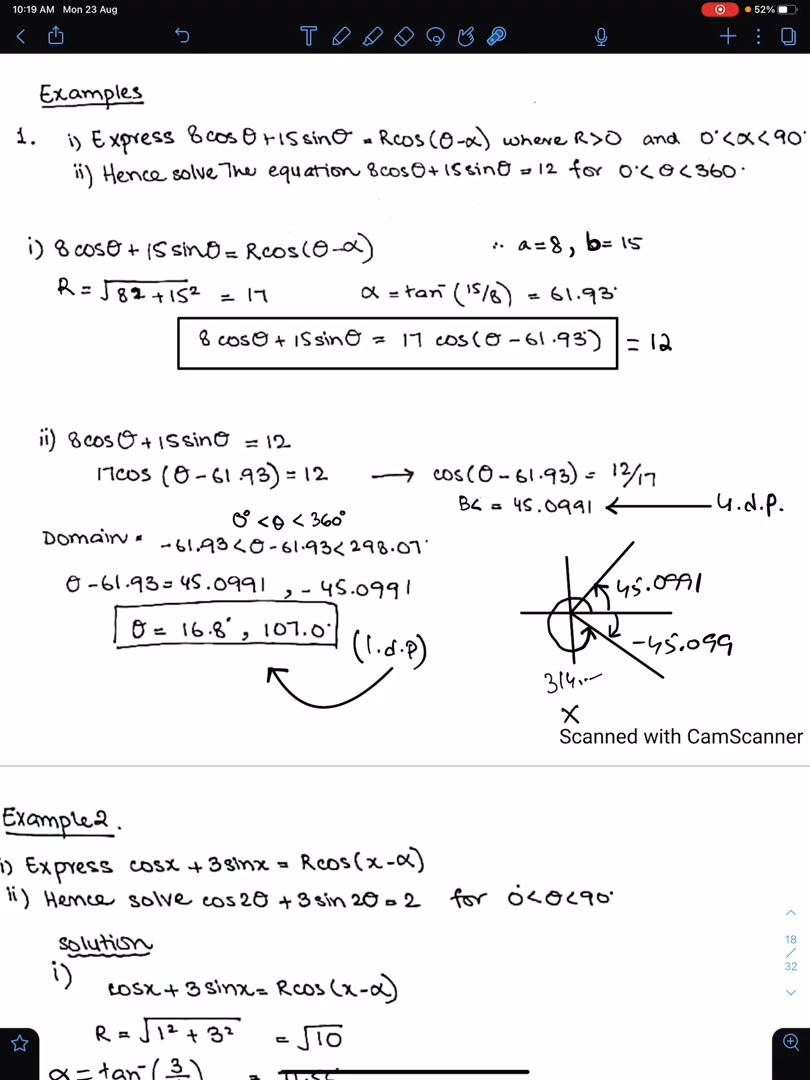 10:19 AM Mon 23 Aug
52%
Examples
1. i) Express 8cosθ+15sinθ = Rcos(θ-α) where R>0 and 0°<α<90°
ii) Hence solve The equation 8cosθ+15sinθ = 12 for 0°<θ<360°
i) 8cosθ + 15sinθ = Rcos(θ-α) ∴ a=8, b=15
R = √8²+15² = 17 α = tan⁻(15/8) = 61.93°
8cosθ + 15sinθ = 17 cos(θ - 61.93°) = 12
ii) 8cosθ + 15sinθ = 12
17cos (θ-61.93) = 12 → cos(θ-61.93) = 12/17
B∠ = 45.0991 ← 4.d.p.
0° < θ < 360°
Domain = -61.93<θ-61.93<298.07°
θ-61.93 = 45.0991, -45.0991
θ = 16.8°, 107.0° (1.d.p)
45.0991
-45.099
314.--
X
Scanned with CamScanner
Example 2.
i) Express cosx + 3sinx = Rcos(x-α)
ii) Hence solve cos2θ + 3sin2θ = 2 for 0°<θ<90°
solution
i)
cosx + 3sinx = Rcos(x-α)
R = √1² + 3² = √10
α = tan⁻(3/
18
/
32